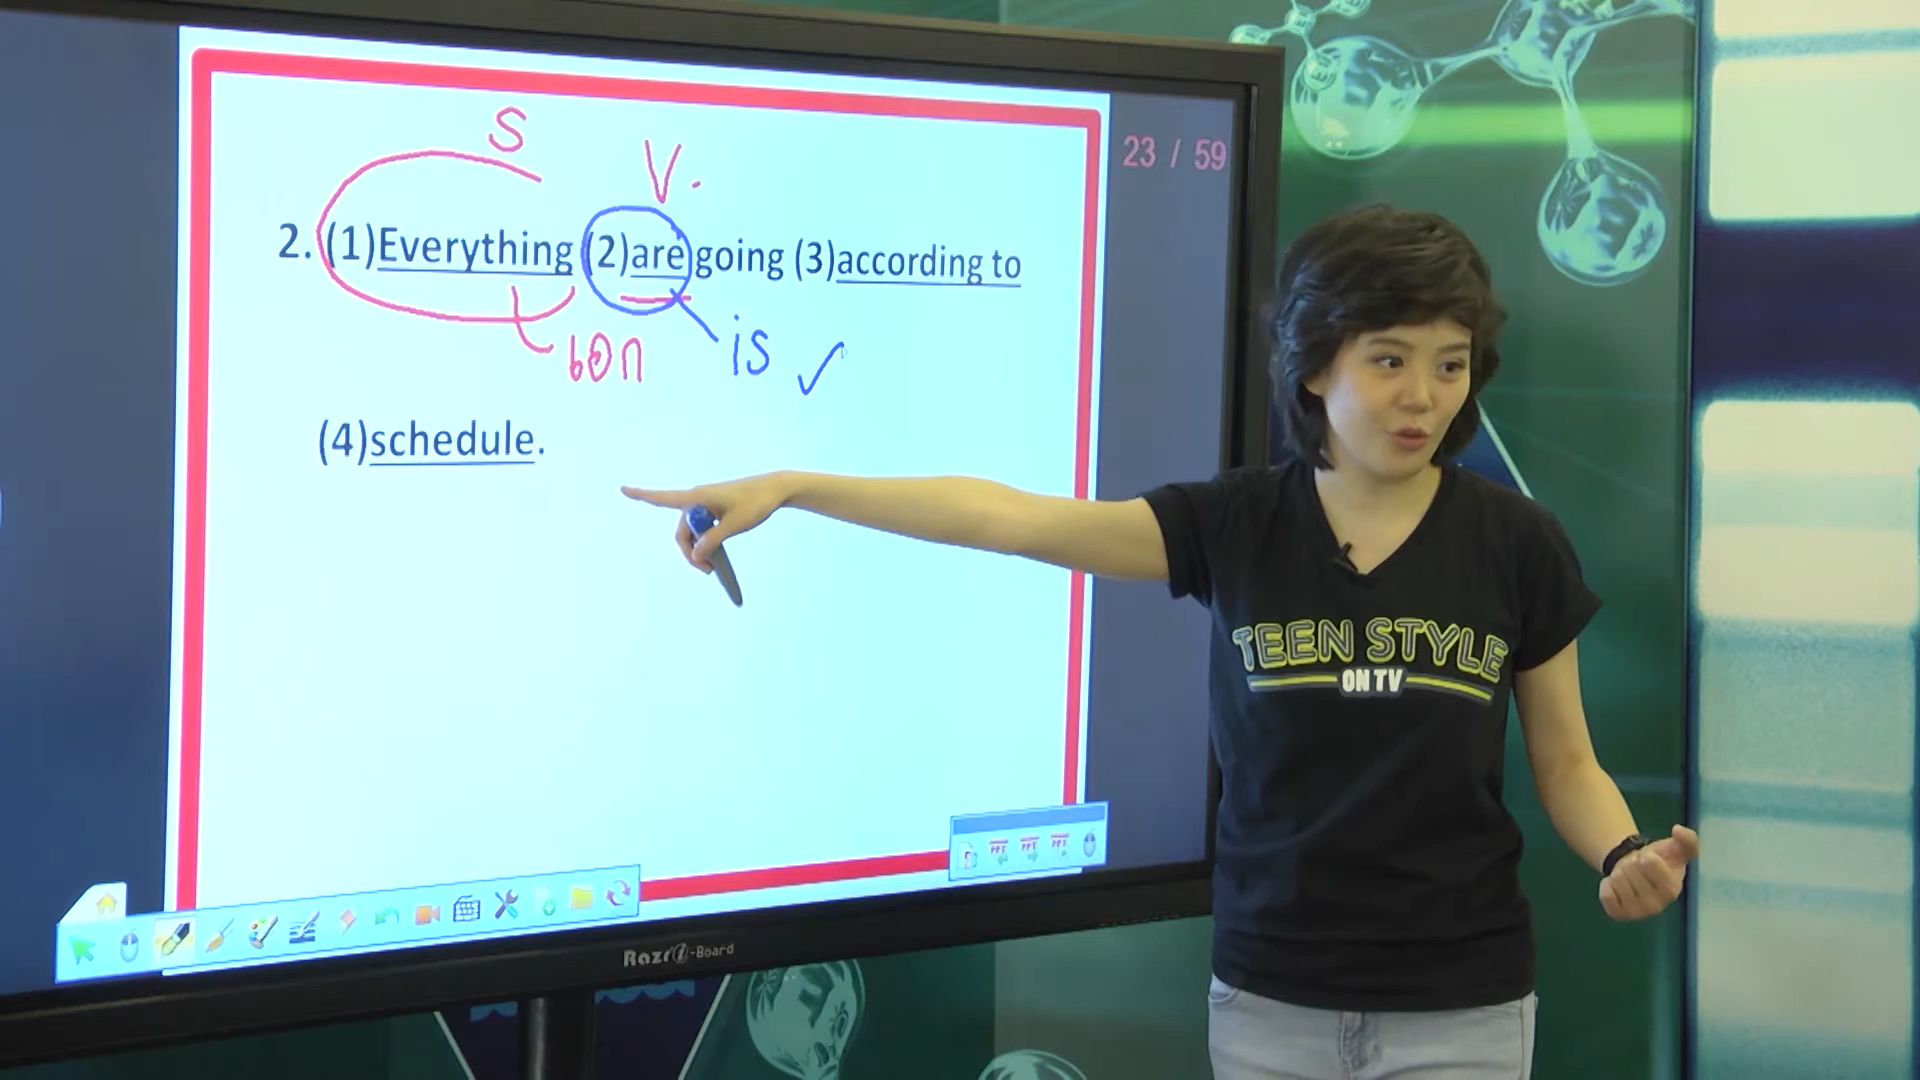 S
V.
23 / 59
2. (1)Everything (2)are going (3)according to
is ✓
เอก
(4)schedule.
TEEN STYLE
ON TV
Razr i-Board